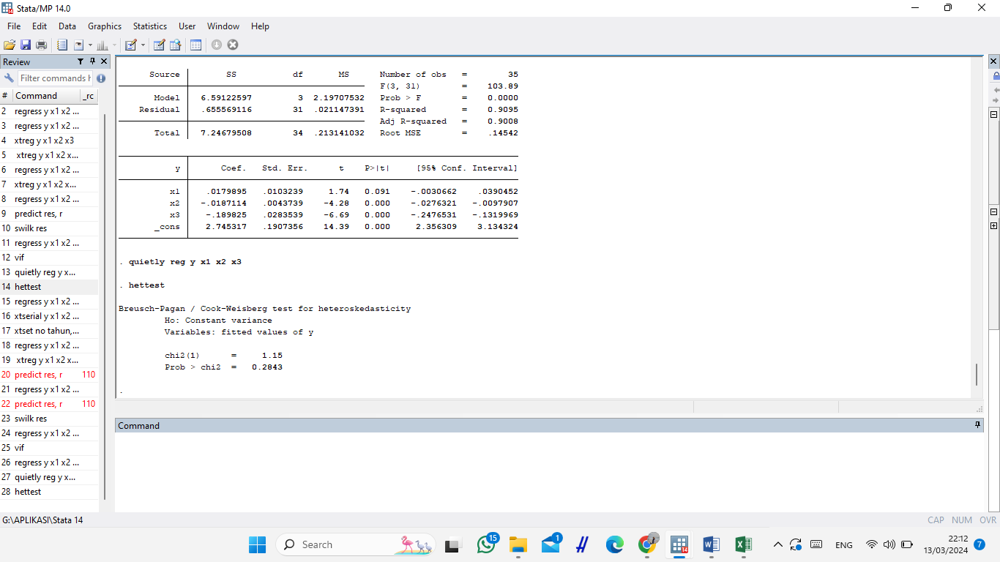 Stata/MP 14.0
File Edit Data Graphics Statistics User Window Help
Review
Filter commands h
# Command _rc
2 regress y x1 x2 ...
3 regress y x1 x2 ...
4 xtreg y x1 x2 x3
5 xtreg y x1 x2 x...
6 regress y x1 x2 ...
7 xtreg y x1 x2 x...
8 regress y x1 x2 ...
9 predict res, r
10 swilk res
11 regress y x1 x2 ...
12 vif
13 quietly reg y x...
14 hettest
15 regress y x1 x2 ...
16 xtserial y x1 x2 ...
17 xtset no tahun,...
18 regress y x1 x2 ...
19 xtreg y x1 x2 x...
20 predict res, r 110
21 regress y x1 x2 ...
22 predict res, r 110
23 swilk res
24 regress y x1 x2 ...
25 vif
26 regress y x1 x2 ...
27 quietly reg y x...
28 hettest
Source SS df MS Number of obs = 35
F(3, 31) = 103.89
Model 6.59122597 3 2.19707532 Prob > F = 0.0000
Residual .655569116 31 .021147391 R-squared = 0.9095
Adj R-squared = 0.9008
Total 7.24679508 34 .213141032 Root MSE = .14542
y Coef. Std. Err. t P>|t| [95% Conf. Interval]
x1 .0179895 .0103239 1.74 0.091 -.0030662 .0390452
x2 -.0187114 .0043739 -4.28 0.000 -.0276321 -.0097907
x3 -.189825 .0283539 -6.69 0.000 -.2476531 -.1319969
_cons 2.745317 .1907356 14.39 0.000 2.356309 3.134324
. quietly reg y x1 x2 x3
. hettest
Breusch-Pagan / Cook-Weisberg test for heteroskedasticity
Ho: Constant variance
Variables: fitted values of y
chi2(1) = 1.15
Prob > chi2 = 0.2843
.
Command
G:\APLIKASI\Stata 14
CAP NUM OVR
Search
15
1
ENG
22:12
13/03/2024
7